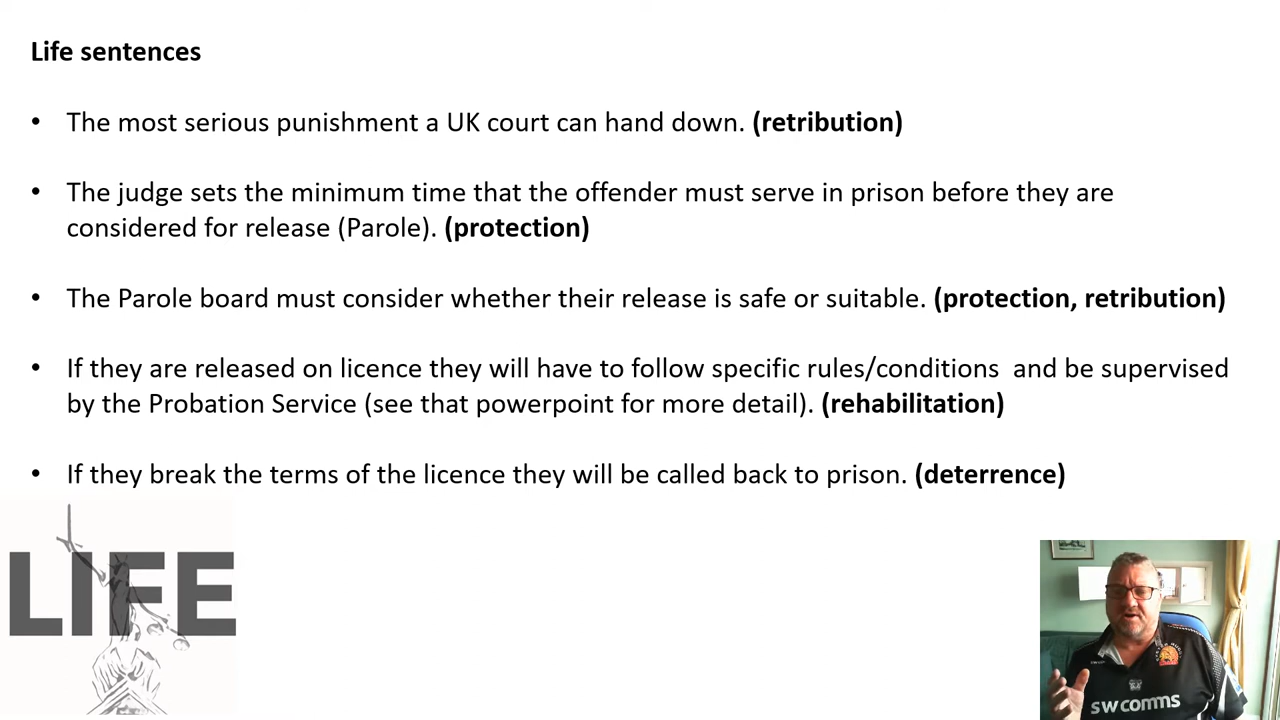 Life sentences
• The most serious punishment a UK court can hand down. (retribution)
• The judge sets the minimum time that the offender must serve in prison before they are
considered for release (Parole). (protection)
• The Parole board must consider whether their release is safe or suitable. (protection, retribution)
• If they are released on licence they will have to follow specific rules/conditions  and be supervised
by the Probation Service (see that powerpoint for more detail). (rehabilitation)
• If they break the terms of the licence they will be called back to prison. (deterrence)
LIFE
swcomms